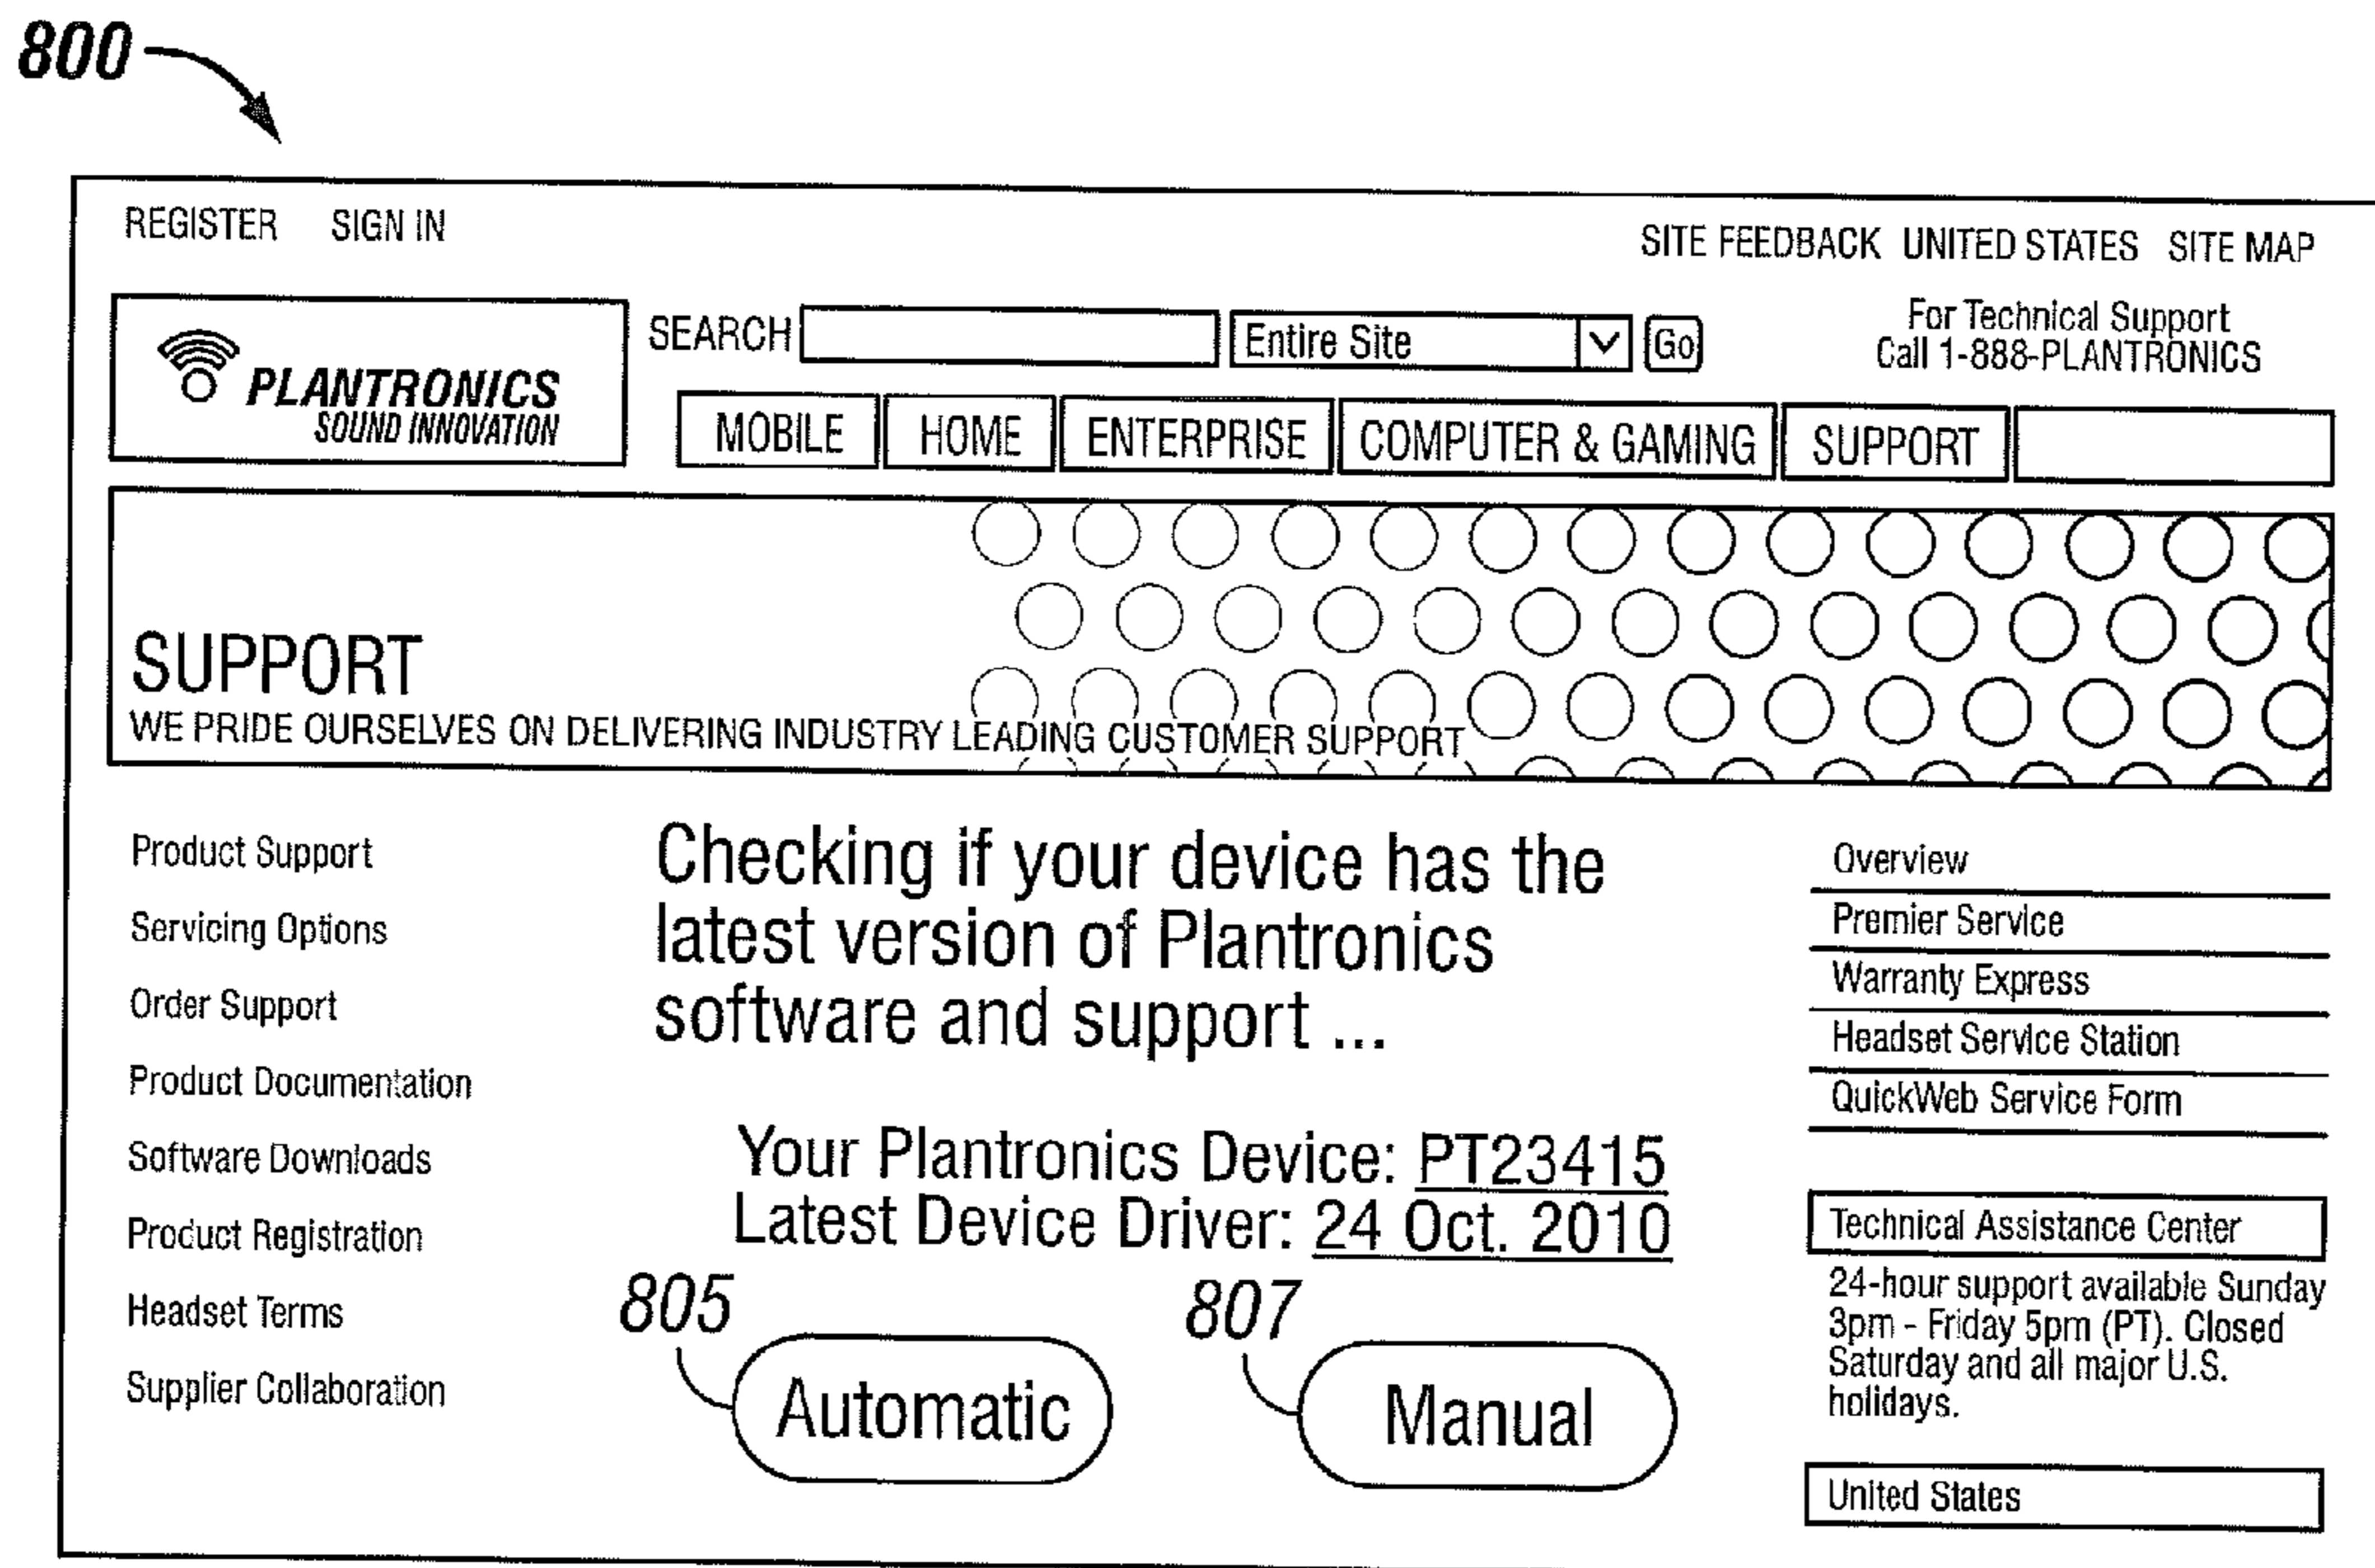 800
REGISTER SIGN IN
SITE FEEDBACK UNITED STATES SITE MAP
PLANTRONICS
SOUND INNOVATION
SEARCH Entire Site Go
For Technical Support
Call 1-888-PLANTRONICS
MOBILE HOME ENTERPRISE COMPUTER & GAMING SUPPORT
SUPPORT
WE PRIDE OURSELVES ON DELIVERING INDUSTRY LEADING CUSTOMER SUPPORT
Product Support
Servicing Options
Order Support
Product Documentation
Software Downloads
Product Registration
Headset Terms
Supplier Collaboration
Checking if your device has the
latest version of Plantronics
software and support ...
Your Plantronics Device: PT23415
Latest Device Driver: 24 Oct. 2010
805
Automatic
807
Manual
Overview
Premier Service
Warranty Express
Headset Service Station
QuickWeb Service Form
Technical Assistance Center
24-hour support available Sunday
3pm - Friday 5pm (PT). Closed
Saturday and all major U.S.
holidays.
United States